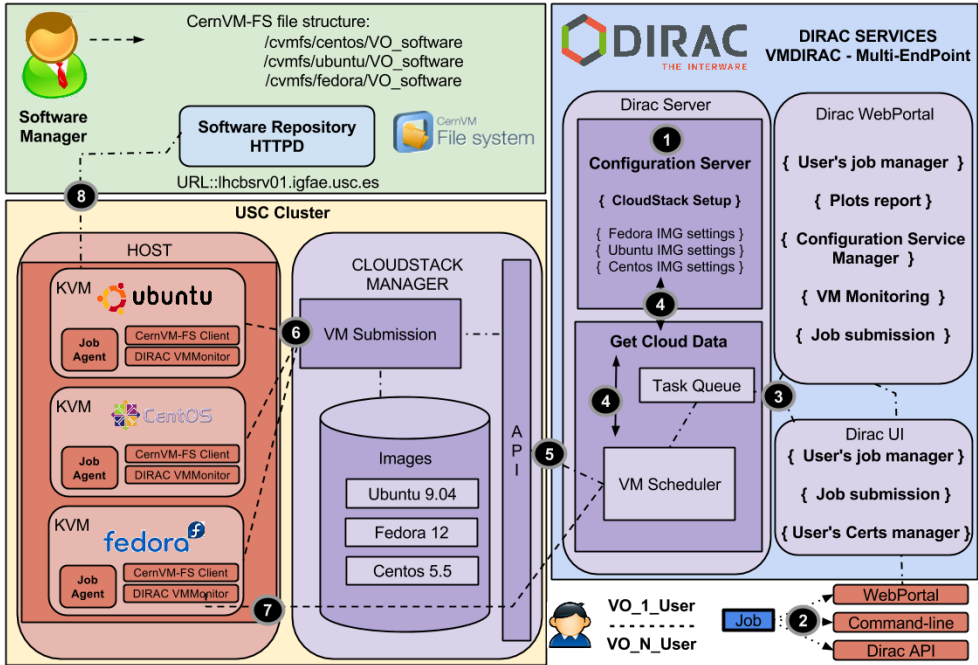 CernVM-FS file structure:
/cvmfs/centos/VO_software
/cvmfs/ubuntu/VO_software
/cvmfs/fedora/VO_software
Software
Manager
Software Repository
HTTPD
CernVM
File system
URL::lhcbsrv01.igfae.usc.es
8
USC Cluster
HOST
KVM
ubuntu
Job
Agent
CernVM-FS Client
DIRAC VMMonitor
KVM
CentOS
Job
Agent
CernVM-FS Client
DIRAC VMMonitor
KVM
fedora
f
Job
Agent
CernVM-FS Client
DIRAC VMMonitor
6
7
CLOUDSTACK
MANAGER
VM Submission
Images
Ubuntu 9.04
Fedora 12
Centos 5.5
A
P
I
5
DIRAC
THE INTERWARE
DIRAC SERVICES
VMDIRAC - Multi-EndPoint
Dirac Server
1
Configuration Server
{ CloudStack Setup }
{ Fedora IMG settings }
{ Ubuntu IMG settings }
{ Centos IMG settings }
4
Get Cloud Data
Task Queue
4
3
VM Scheduler
Dirac WebPortal
{ User's job manager }
{ Plots report }
{ Configuration Service
Manager }
{ VM Monitoring }
{ Job submission }
Dirac UI
{ User's job manager }
{ Job submission }
{ User's Certs manager }
VO_1_User
VO_N_User
Job
2
WebPortal
Command-line
Dirac API